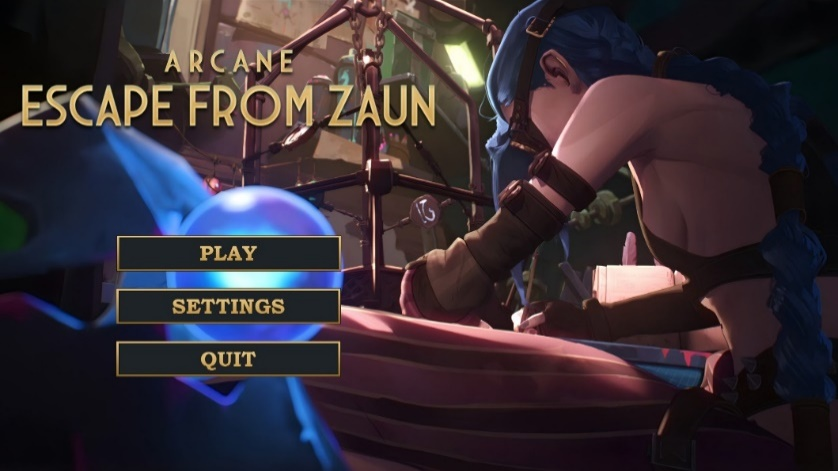 ARCANE
ESCAPE FROM ZAUN
PLAY
SETTINGS
QUIT